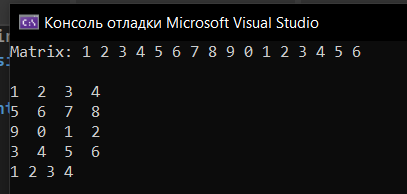 Консоль отладки Microsoft Visual Studio
Matrix: 1 2 3 4 5 6 7 8 9 0 1 2 3 4 5 6
1 2 3 4
5 6 7 8
9 0 1 2
3 4 5 6
1 2 3 4